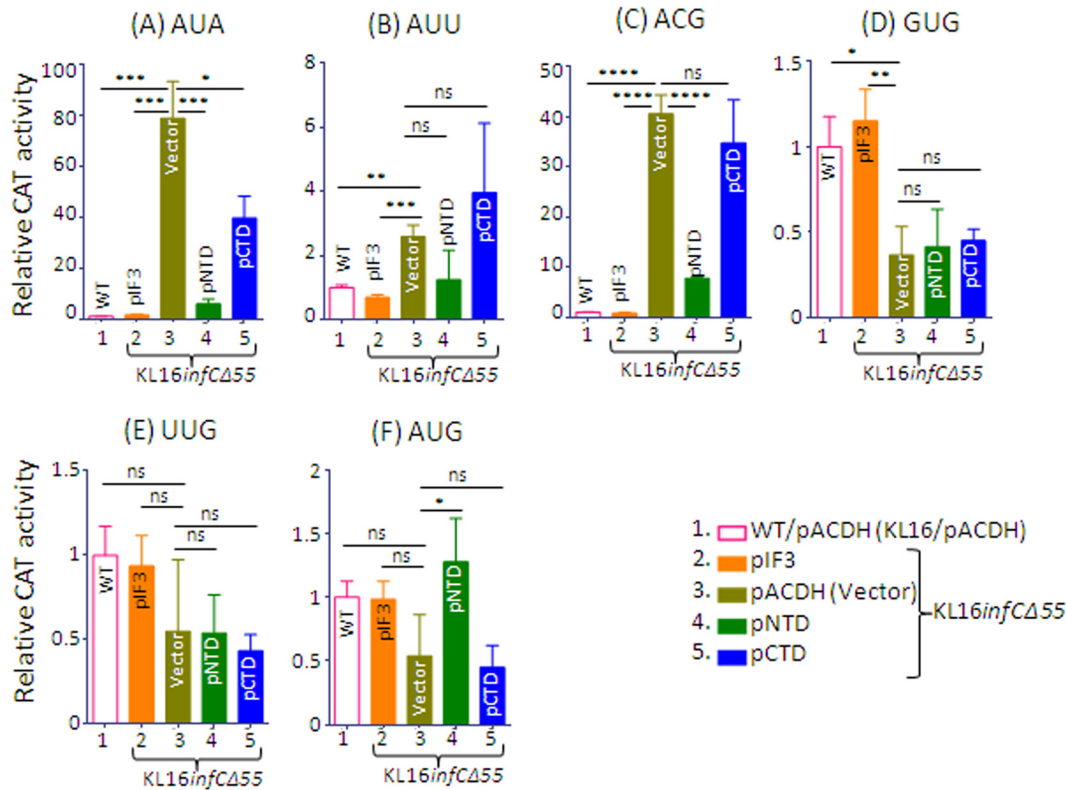 (A) AUA
(B) AUU
(C) ACG
(D) GUG
Relative CAT activity
100
80
60
40
20
0
*** *
*** ***
WT
pIF3
Vector
pNTD
pCTD
1 2 3 4 5
KL16infCΔ55
8
6
4
2
0
ns
ns
**
***
WT
pIF3
Vector
pNTD
pCTD
1 2 3 4 5
KL16infCΔ55
50
40
30
20
10
0
**** ns
**** ****
WT
pIF3
Vector
pNTD
pCTD
1 2 3 4 5
KL16infCΔ55
1.5
1
0.5
0
*
**
ns
ns
WT
pIF3
Vector
pNTD
pCTD
1 2 3 4 5
KL16infCΔ55
(E) UUG
(F) AUG
Relative CAT activity
1.5
1
0.5
0
ns
ns
ns
ns
WT
pIF3
Vector
pNTD
pCTD
1 2 3 4 5
KL16infCΔ55
2
1.5
1
0.5
0
ns
*
ns
ns
WT
pIF3
Vector
pNTD
pCTD
1 2 3 4 5
KL16infCΔ55
1. WT/pACDH (KL16/pACDH)
2. pIF3
3. pACDH (Vector)
4. pNTD
5. pCTD
KL16infCΔ55